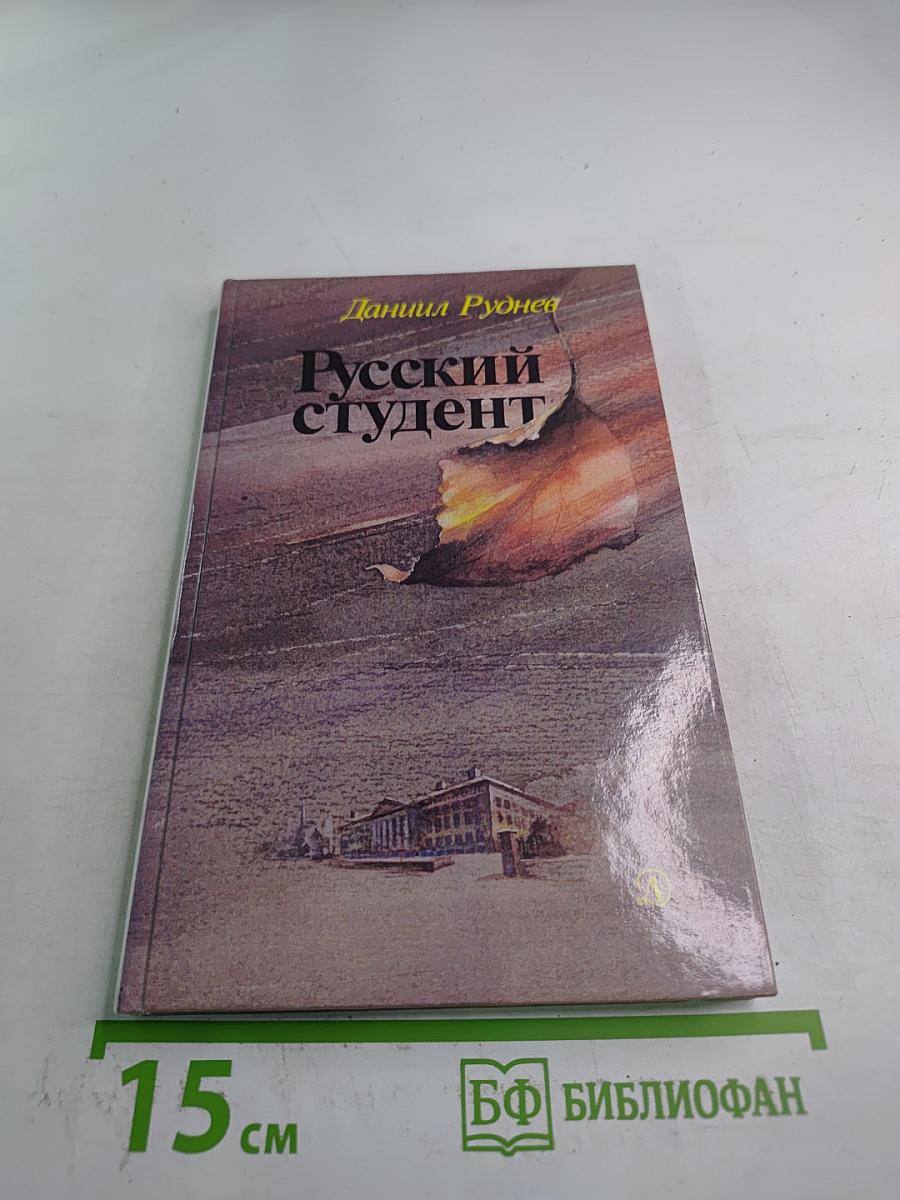 Даниил Руднев
Русский
студент
Д
15 см
БФ БИБЛИОФАН